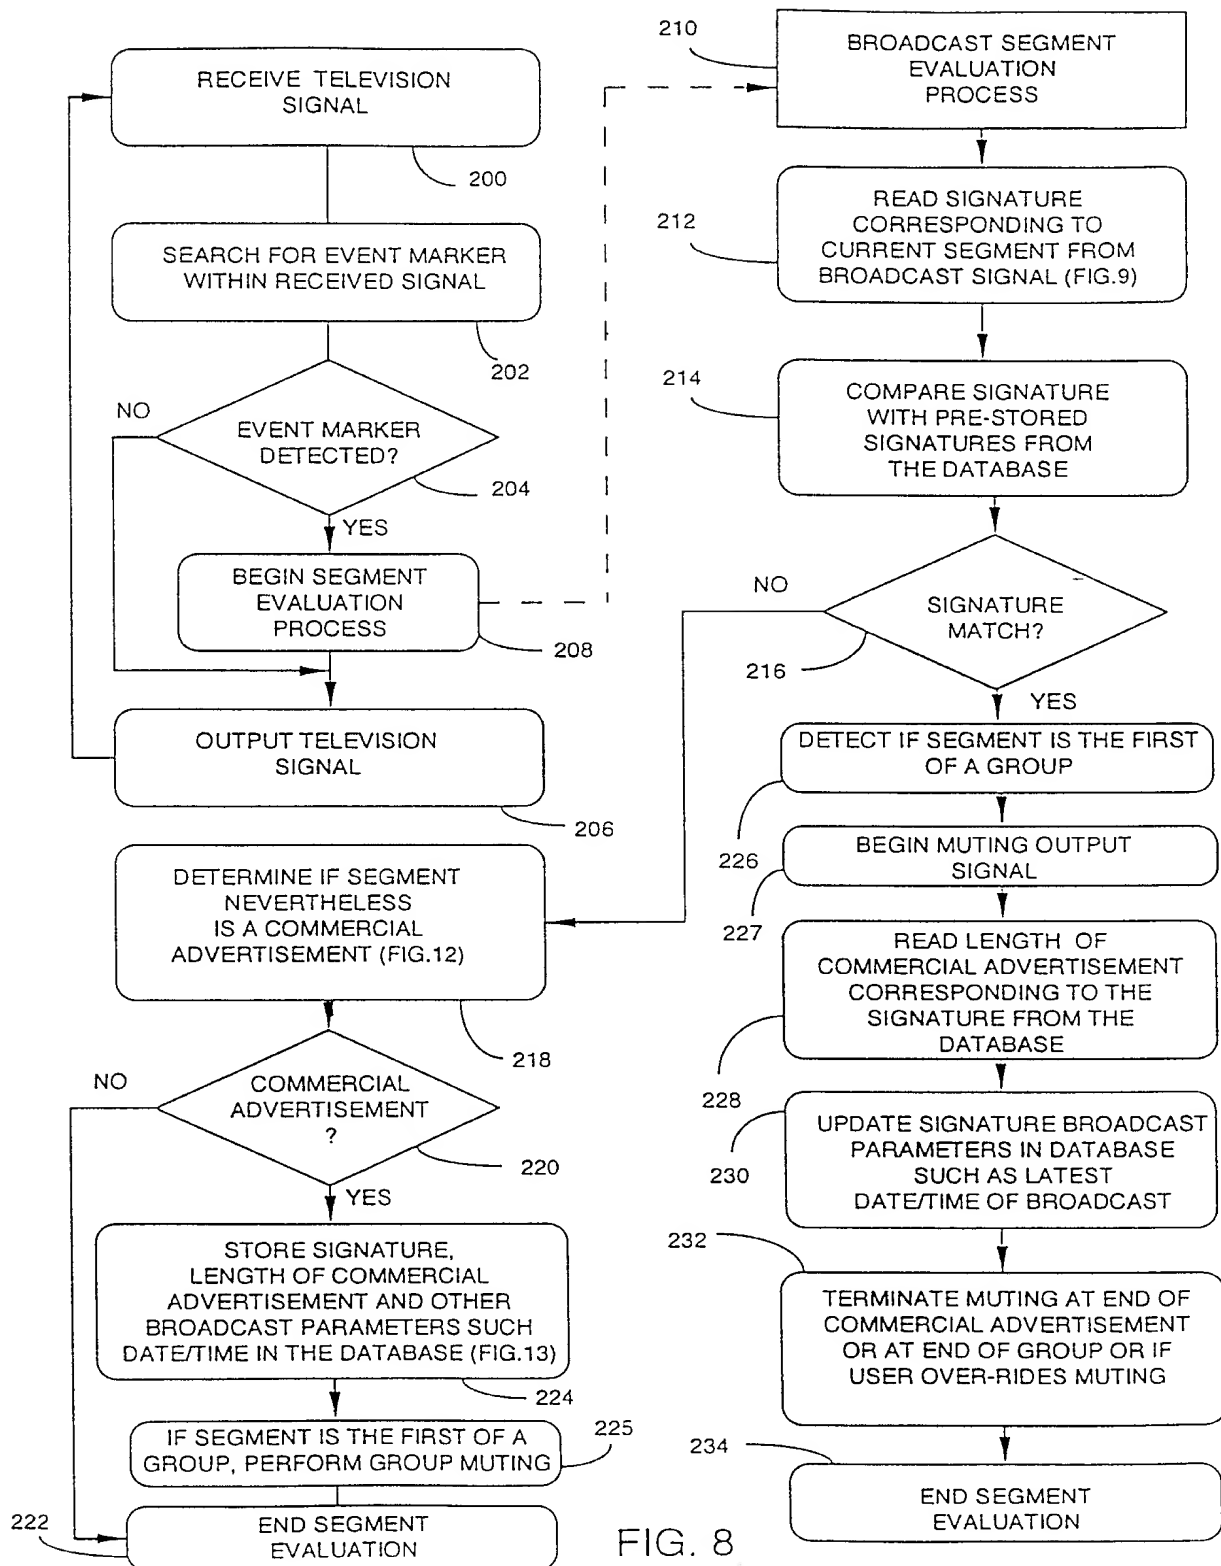 RECEIVE TELEVISION
SIGNAL
200
SEARCH FOR EVENT MARKER
WITHIN RECEIVED SIGNAL
202
NO
EVENT MARKER
DETECTED?
204
YES
BEGIN SEGMENT
EVALUATION
PROCESS
208
OUTPUT TELEVISION
SIGNAL
206
DETERMINE IF SEGMENT
NEVERTHELESS
IS A COMMERCIAL
ADVERTISEMENT (FIG.12)
218
NO
COMMERCIAL
ADVERTISEMENT
?
220
YES
STORE SIGNATURE,
LENGTH OF COMMERCIAL
ADVERTISEMENT AND OTHER
BROADCAST PARAMETERS SUCH
DATE/TIME IN THE DATABASE (FIG.13)
224
IF SEGMENT IS THE FIRST OF A
GROUP, PERFORM GROUP MUTING
225
222
END SEGMENT
EVALUATION
210
BROADCAST SEGMENT
EVALUATION
PROCESS
212
READ SIGNATURE
CORRESPONDING TO
CURRENT SEGMENT FROM
BROADCAST SIGNAL (FIG.9)
214
COMPARE SIGNATURE
WITH PRE-STORED
SIGNATURES FROM
THE DATABASE
NO
SIGNATURE
MATCH?
216
YES
DETECT IF SEGMENT IS THE FIRST
OF A GROUP
226
BEGIN MUTING OUTPUT
SIGNAL
227
READ LENGTH OF
COMMERCIAL ADVERTISEMENT
CORRESPONDING TO THE
SIGNATURE FROM THE
DATABASE
228
UPDATE SIGNATURE BROADCAST
PARAMETERS IN DATABASE
SUCH AS LATEST
DATE/TIME OF BROADCAST
230
232
TERMINATE MUTING AT END OF
COMMERCIAL ADVERTISEMENT
OR AT END OF GROUP OR IF
USER OVER-RIDES MUTING
234
END SEGMENT
EVALUATION
FIG. 8